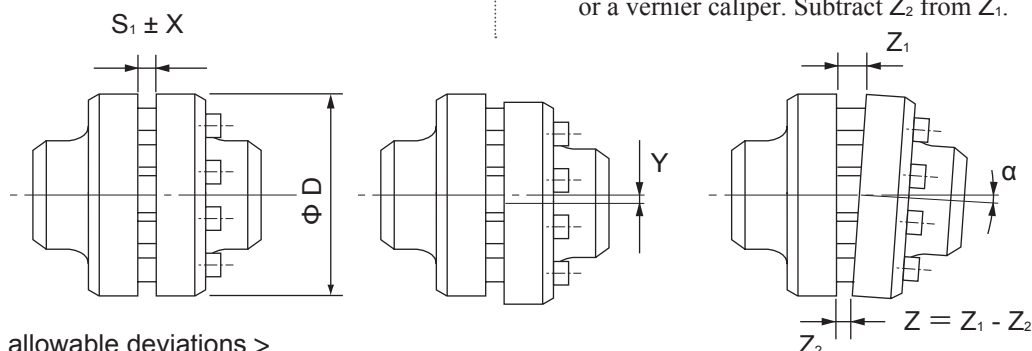 or a vernier caliper. Subtract Z₂ from Z₁.
S₁ ± X
Φ D
Y
Z₁
α
Z₂
Z = Z₁ - Z₂
allowable deviations >